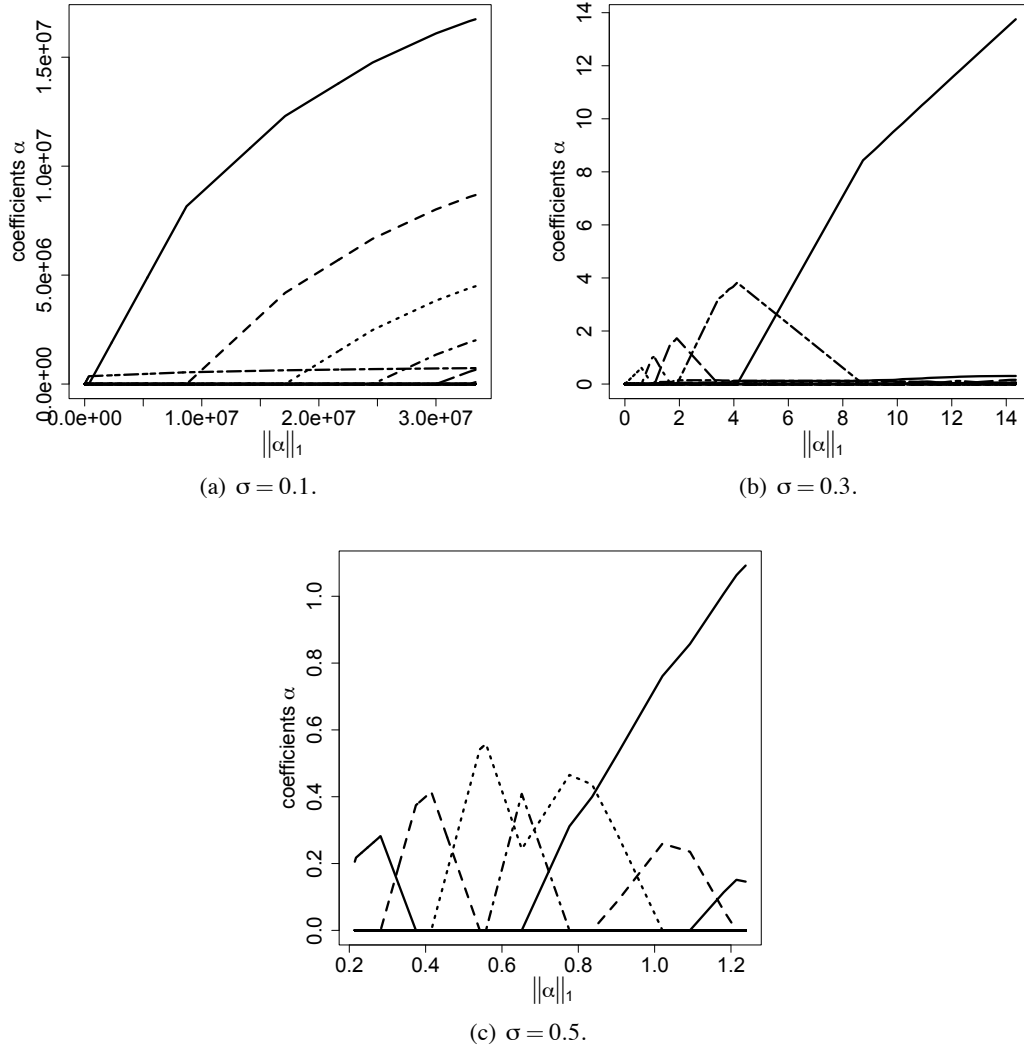 coefficients α
0.0e+00 5.0e+06 1.0e+07 1.5e+07
0.0e+00 1.0e+07 2.0e+07 3.0e+07
||α||₁
(a) σ = 0.1.
coefficients α
0 2 4 6 8 10 12 14
0 2 4 6 8 10 12 14
||α||₁
(b) σ = 0.3.
coefficients α
0.0 0.2 0.4 0.6 0.8 1.0
0.2 0.4 0.6 0.8 1.0 1.2
||α||₁
(c) σ = 0.5.